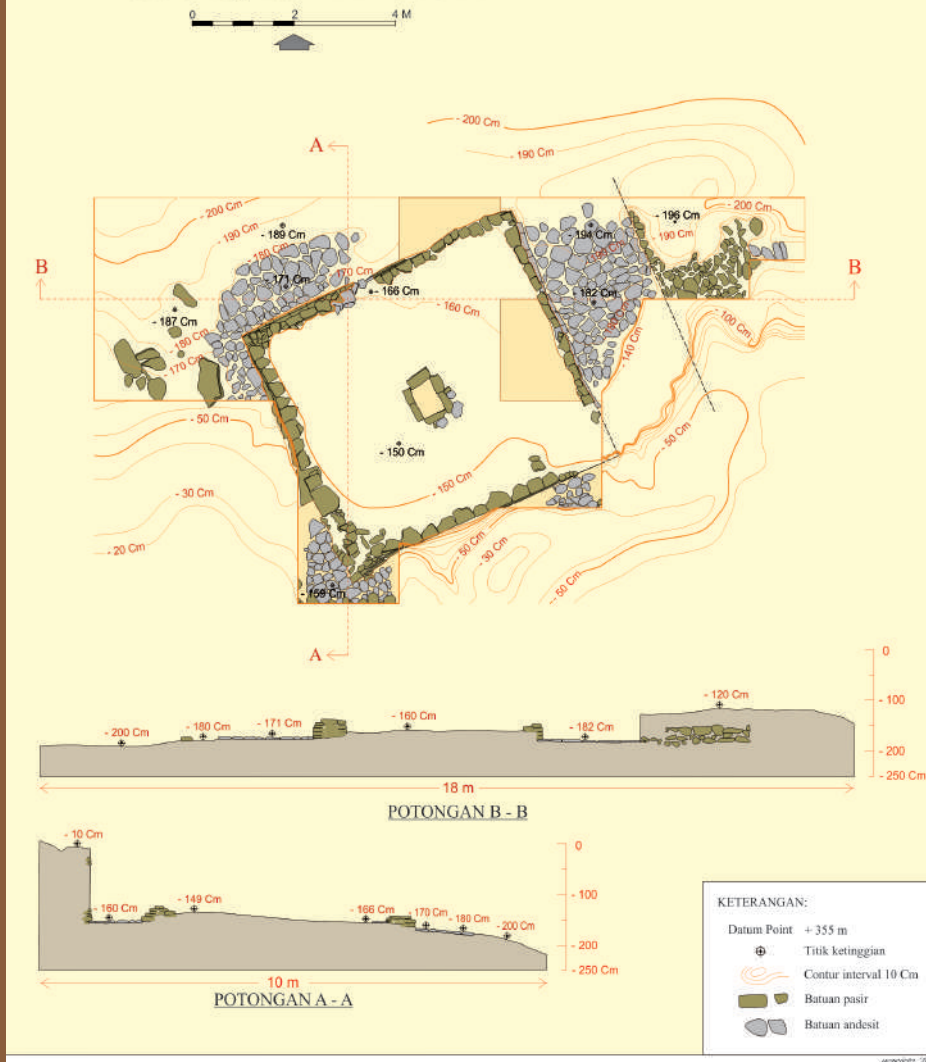 0 2 4 M
- 200 Cm
A
- 190 Cm
- 200 Cm
- 196 Cm
- 200 Cm
- 190 Cm
- 189 Cm
- 194 Cm
- 190 Cm
- 180 Cm
B
- 171 Cm
- 170 Cm
- 166 Cm
- 160 Cm
- 182 Cm
B
- 187 Cm
- 180 Cm
- 170 Cm
- 140 Cm
- 100 Cm
- 50 Cm
- 50 Cm
- 150 Cm
- 30 Cm
- 150 Cm
- 20 Cm
- 50 Cm
- 30 Cm
- 50 Cm
- 159 Cm
A
0
- 100
- 200
- 250 Cm
- 200 Cm
- 180 Cm
- 171 Cm
- 160 Cm
- 182 Cm
- 120 Cm
18 m
POTONGAN B - B
- 10 Cm
- 160 Cm
- 149 Cm
- 166 Cm
- 170 Cm
- 180 Cm
- 200 Cm
0
- 100
- 200
- 250 Cm
10 m
POTONGAN A - A
KETERANGAN:
Datum Point + 355 m
Titik ketinggian
Contur interval 10 Cm
Batuan pasir
Batuan andesit